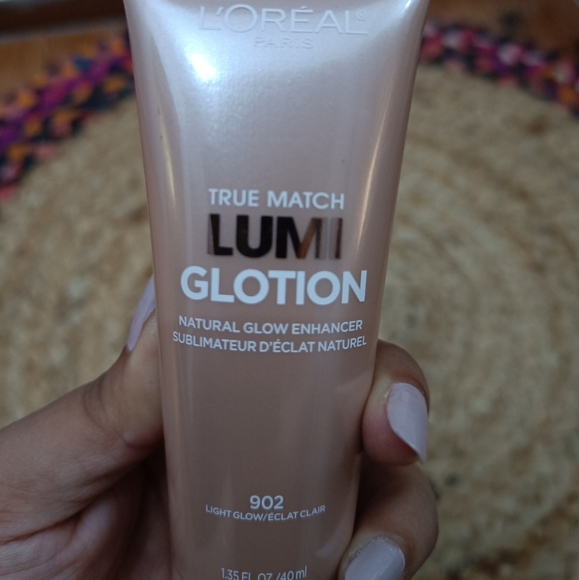 L'ORÉAL
PARIS
TRUE MATCH
LUMI
GLOTION
NATURAL GLOW ENHANCER
SUBLIMATEUR D'ÉCLAT NATUREL
902
LIGHT GLOW/ÉCLAT CLAIR
1.35 FL OZ /40 ml